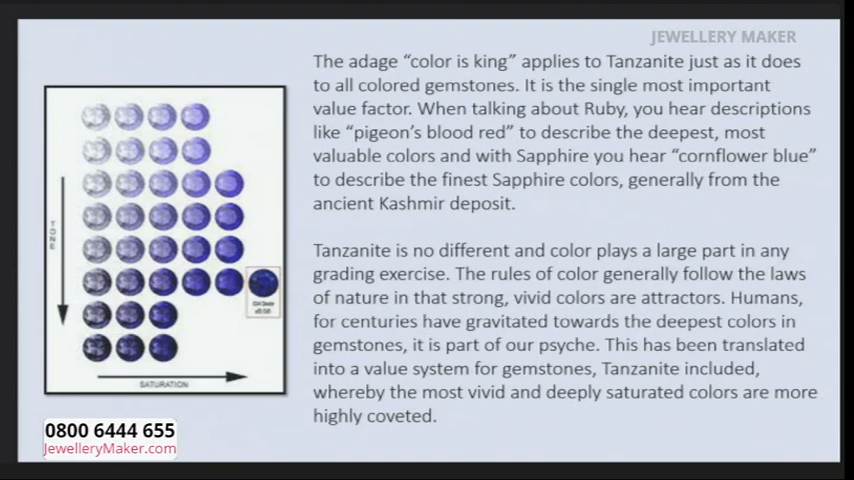 JEWELLERY MAKER
The adage “color is king” applies to Tanzanite just as it does
to all colored gemstones. It is the single most important
value factor. When talking about Ruby, you hear descriptions
like “pigeon’s blood red” to describe the deepest, most
valuable colors and with Sapphire you hear “cornflower blue”
to describe the finest Sapphire colors, generally from the
ancient Kashmir deposit.
Tanzanite is no different and color plays a large part in any
grading exercise. The rules of color generally follow the laws
of nature in that strong, vivid colors are attractors. Humans,
for centuries have gravitated towards the deepest colors in
gemstones, it is part of our psyche. This has been translated
into a value system for gemstones, Tanzanite included,
whereby the most vivid and deeply saturated colors are more
highly coveted.
TONE
SATURATION
0800 6444 655
JewelleryMaker.com